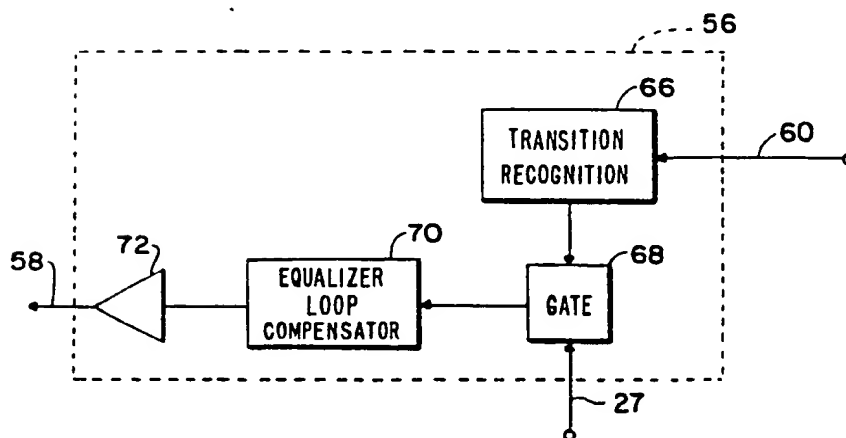 56
66
TRANSITION
RECOGNITION
60
58
72
70
EQUALIZER
LOOP
COMPENSATOR
68
GATE
27